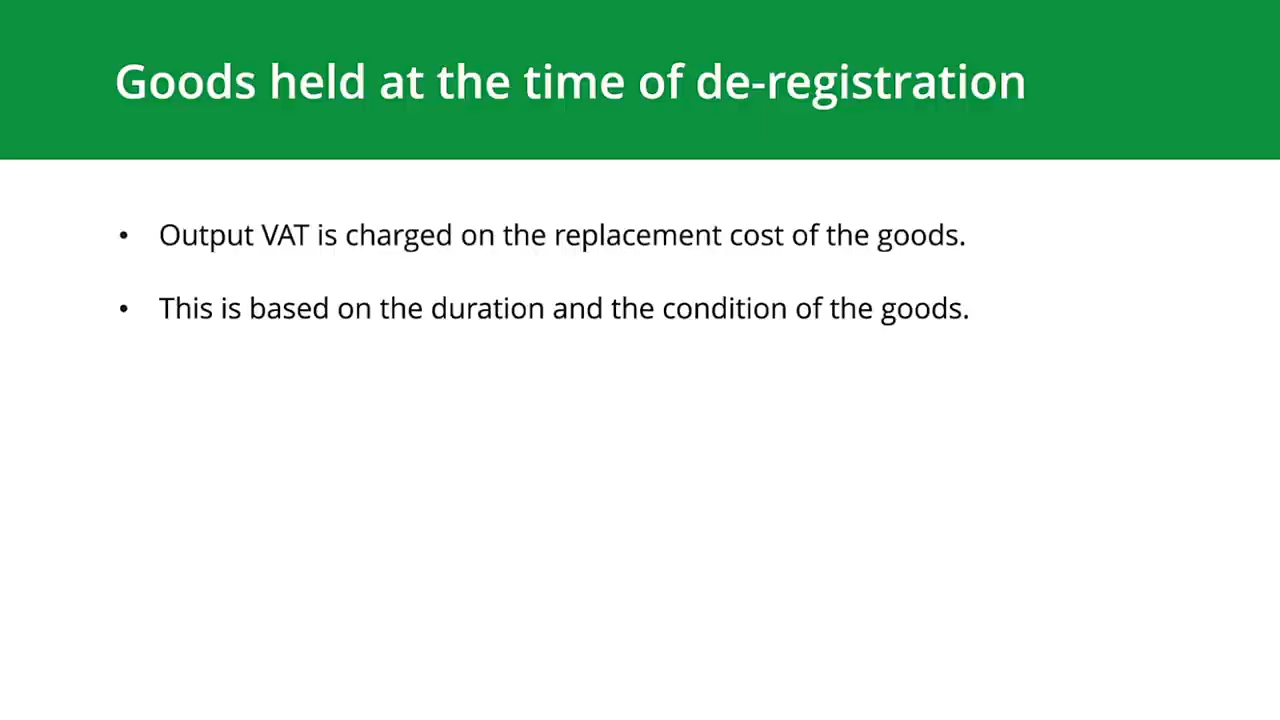 Goods held at the time of de-registration
• Output VAT is charged on the replacement cost of the goods.
• This is based on the duration and the condition of the goods.